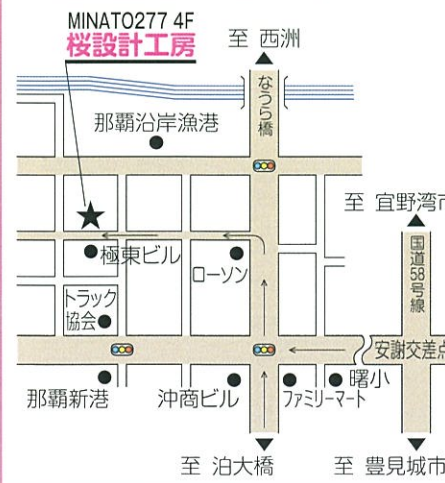 MINATO277 4F
桜設計工房
至 西洲
なうら橋
那覇沿岸漁港
至 宜野湾市
国道58号線
極東ビル
ローソン
トラック
協会
安謝交差点
曙小
那覇新港
沖商ビル
ファミリーマート
至 泊大橋
至 豊見城市